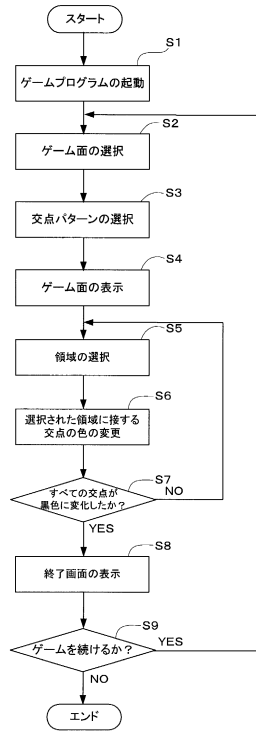 スタート
S1
ゲームプログラムの起動
S2
ゲーム面の選択
S3
交点パターンの選択
S4
ゲーム面の表示
S5
領域の選択
S6
選択された領域に接する
交点の色の変更
S7
すべての交点が
黒色に変化したか？
NO
YES
S8
終了画面の表示
S9
ゲームを続けるか？
YES
NO
エンド